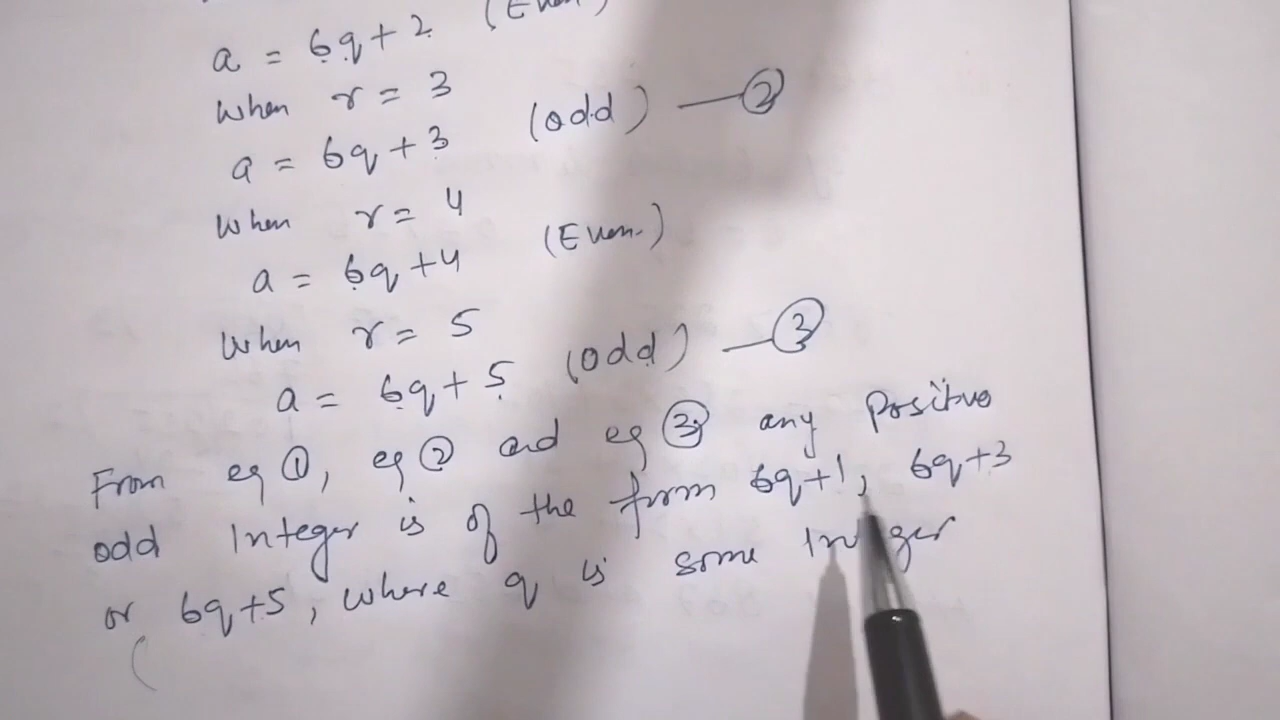 a = 6q+2 (Even)
When r = 3
a = 6q+3 (odd) — ②
When r = 4
a = 6q+4 (Even.)
When r = 5
a = 6q+5 (odd) — ③
From eq ①, eq ② and eq ③ any Positive
odd Integer is of the form 6q+1, 6q+3
or 6q+5, where q is some Integer
(